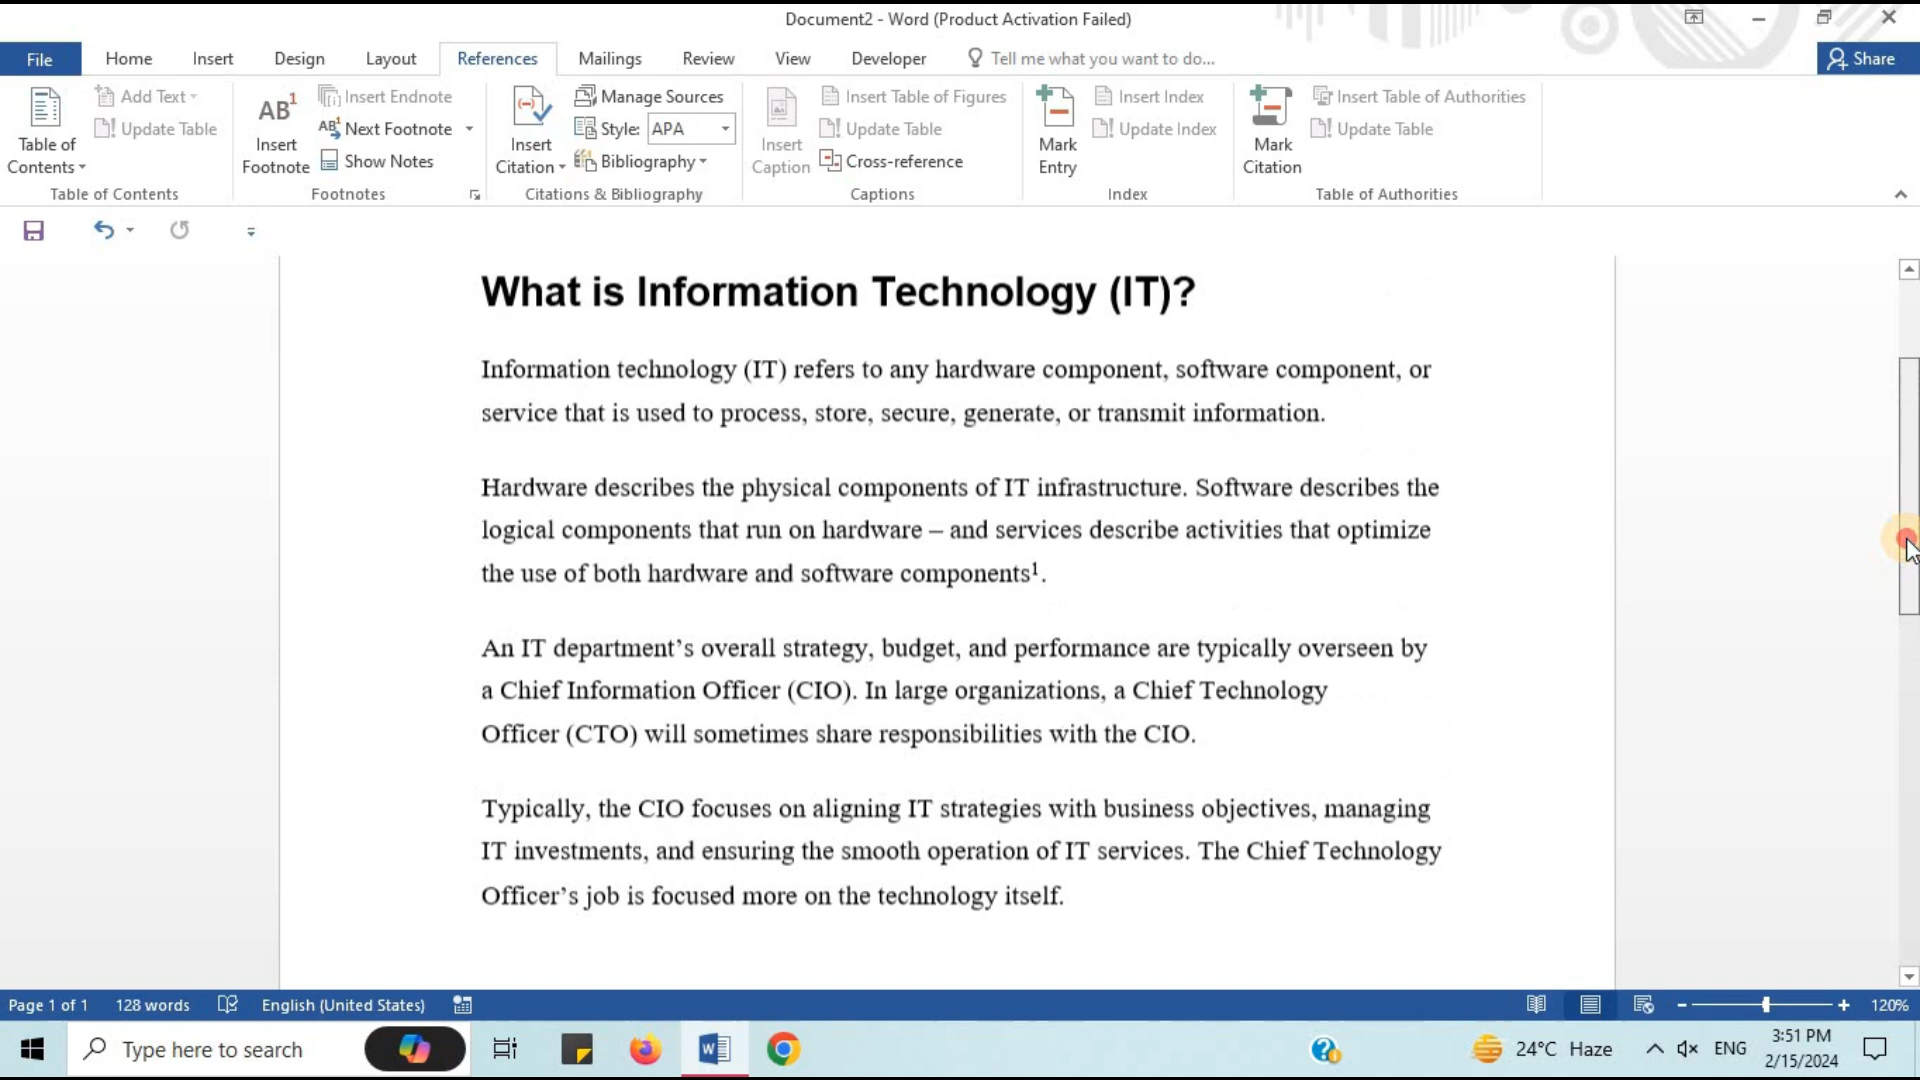 Document2 - Word (Product Activation Failed)
File Home Insert Design Layout References Mailings Review View Developer Tell me what you want to do... Share
Table of Contents
Add Text
Update Table
Table of Contents
AB1 Insert Footnote
Insert Endnote
AB1 Next Footnote
Show Notes
Footnotes
Insert Citation
Manage Sources
Style: APA
Bibliography
Citations & Bibliography
Insert Caption
Insert Table of Figures
Update Table
Cross-reference
Captions
Mark Entry
Insert Index
Update Index
Index
Mark Citation
Insert Table of Authorities
Update Table
Table of Authorities
What is Information Technology (IT)?
Information technology (IT) refers to any hardware component, software component, or
service that is used to process, store, secure, generate, or transmit information.
Hardware describes the physical components of IT infrastructure. Software describes the
logical components that run on hardware – and services describe activities that optimize
the use of both hardware and software components¹.
An IT department’s overall strategy, budget, and performance are typically overseen by
a Chief Information Officer (CIO). In large organizations, a Chief Technology
Officer (CTO) will sometimes share responsibilities with the CIO.
Typically, the CIO focuses on aligning IT strategies with business objectives, managing
IT investments, and ensuring the smooth operation of IT services. The Chief Technology
Officer’s job is focused more on the technology itself.
Page 1 of 1 128 words English (United States) 120%
Type here to search 24°C Haze ENG 3:51 PM
2/15/2024